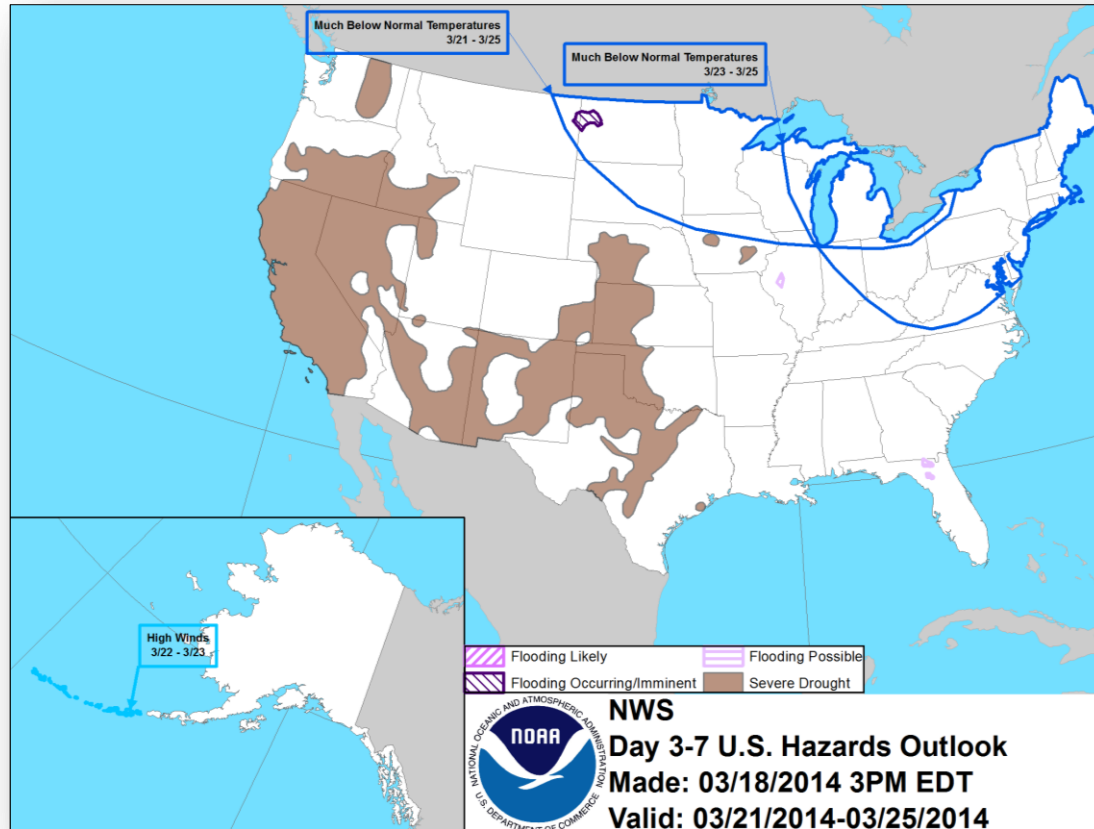 Much Below Normal Temperatures
3/21 - 3/25
Much Below Normal Temperatures
3/23 - 3/25
High Winds
3/22 - 3/23
Flooding Likely
Flooding Possible
Flooding Occurring/Imminent
Severe Drought
NATIONAL OCEANIC AND ATMOSPHERIC ADMINISTRATION
NOAA
U.S. DEPARTMENT OF COMMERCE
NWS
Day 3-7 U.S. Hazards Outlook
Made: 03/18/2014 3PM EDT
Valid: 03/21/2014-03/25/2014